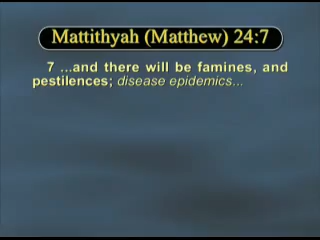 Mattithyah (Matthew) 24:7
7 ...and there will be famines, and
pestilences; disease epidemics...